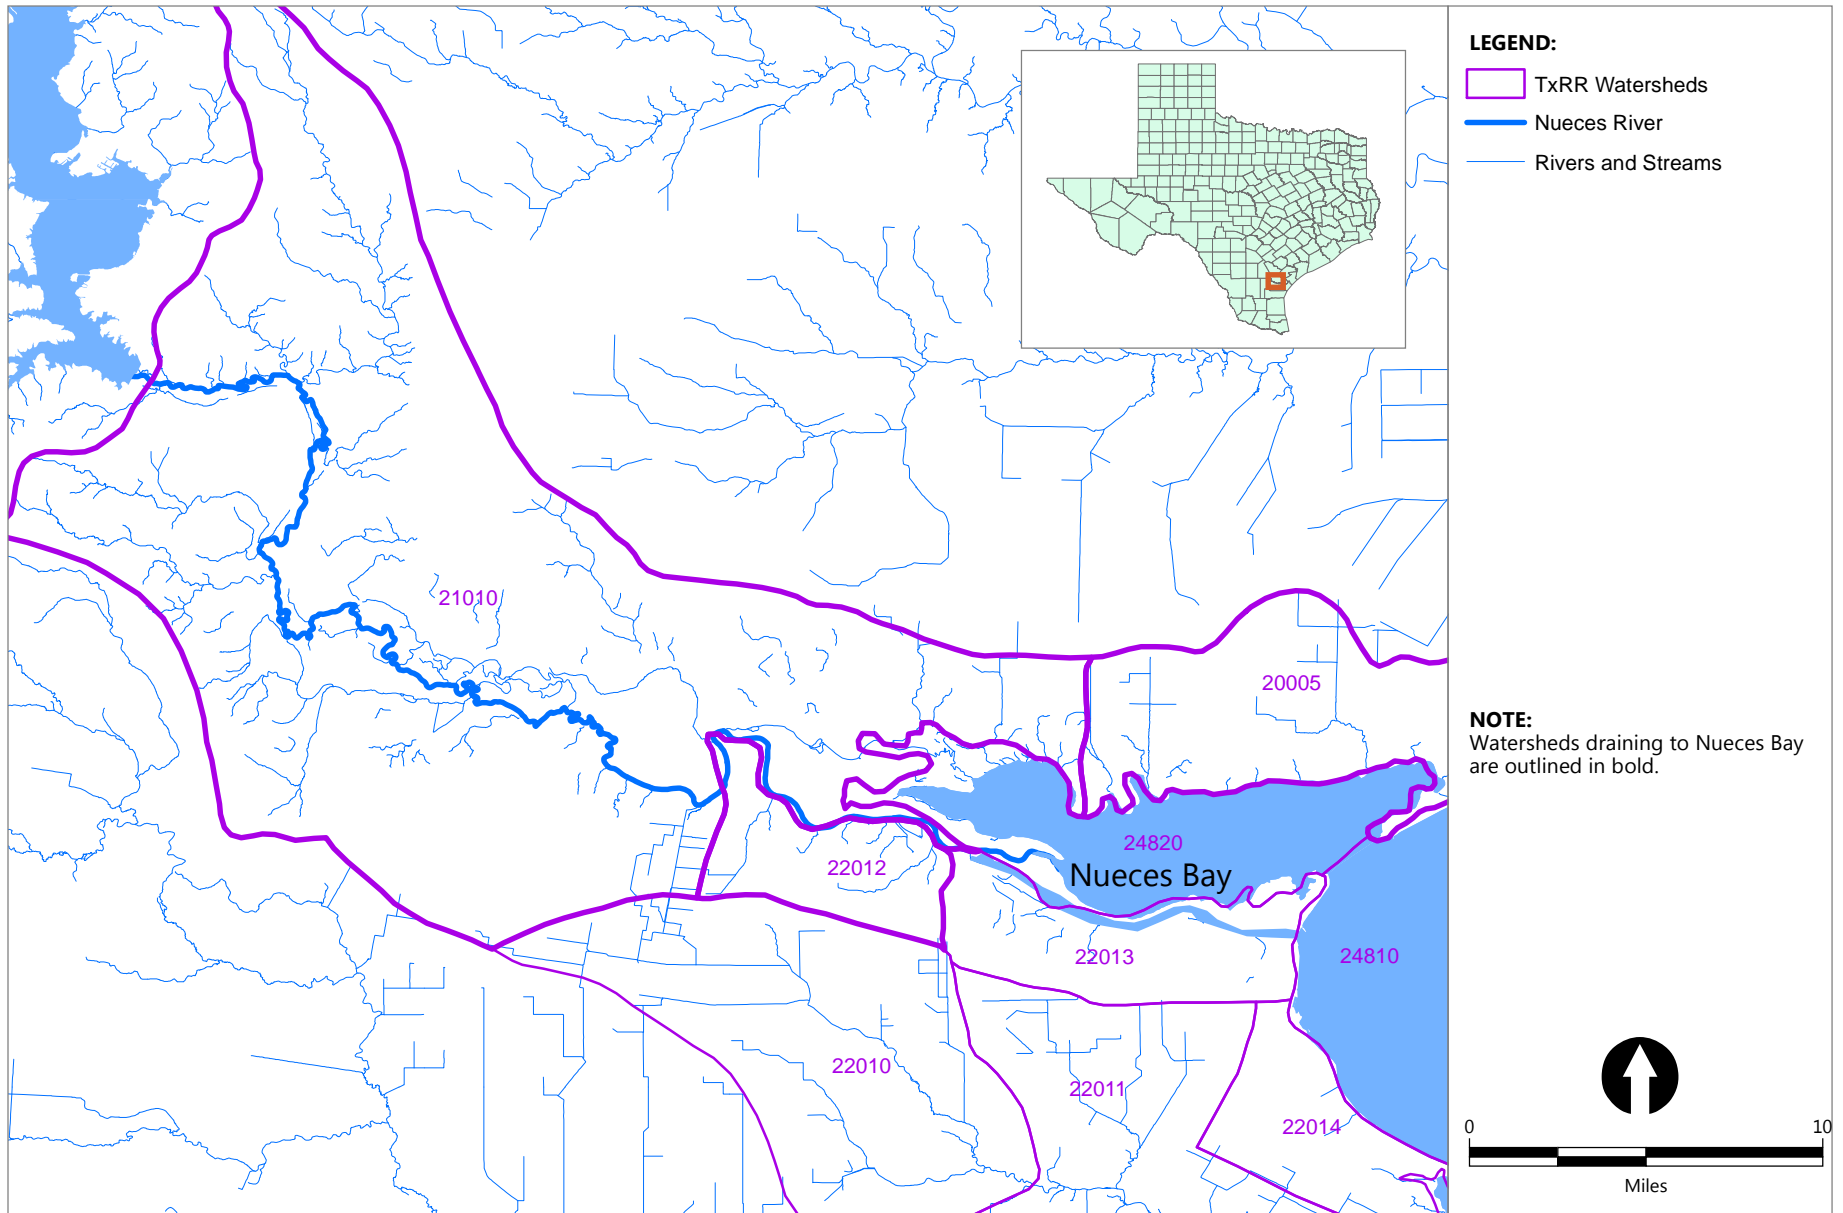 LEGEND:
TxRR Watersheds
Nueces River
Rivers and Streams
21010
20005
24820
Nueces Bay
22012
22013
24810
22010
22011
22014
NOTE:
Watersheds draining to Nueces Bay
are outlined in bold.
0 10
Miles